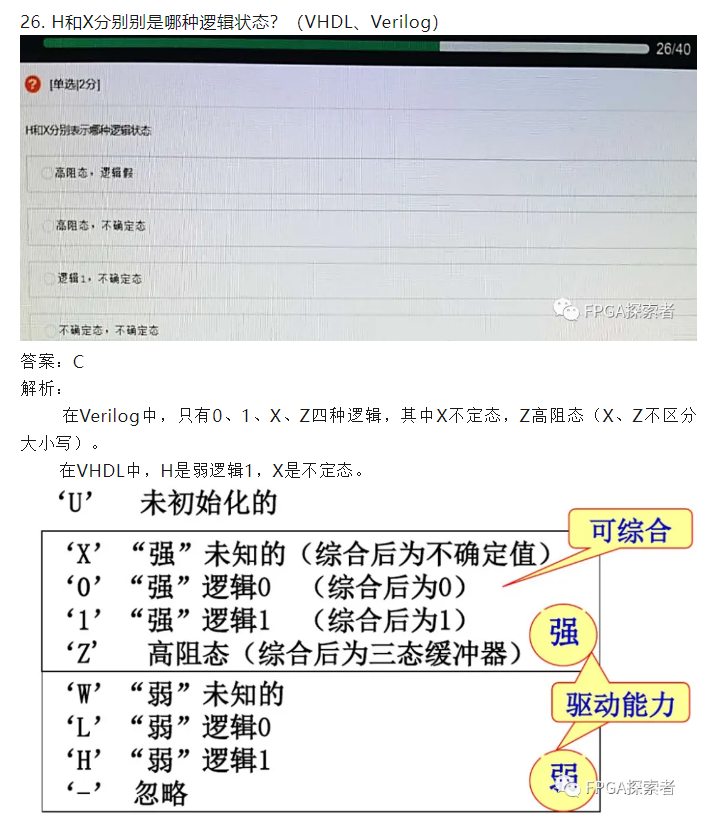 26. H和X分别别是哪种逻辑状态？（VHDL、Verilog）
26/40
? [单选|2分]
H和X分别表示哪种逻辑状态
高阻态，逻辑假
高阻态，不确定态
逻辑1，不确定态
FPGA探索者
不确定态，不确定态
答案：C
解析：
在Verilog中，只有0、1、X、Z四种逻辑，其中X不定态，Z高阻态（X、Z不区分
大小写）。
在VHDL中，H是弱逻辑1，X是不定态。
‘U’ 未初始化的
可综合
‘X’ “强”未知的（综合后为不确定值）
‘0’ “强”逻辑0 （综合后为0）
‘1’ “强”逻辑1 （综合后为1）
强
‘Z’ 高阻态（综合后为三态缓冲器）
‘W’ “弱”未知的
驱动能力
‘L’ “弱”逻辑0
‘H’ “弱”逻辑1
弱
‘-’ 忽略
FPGA探索者